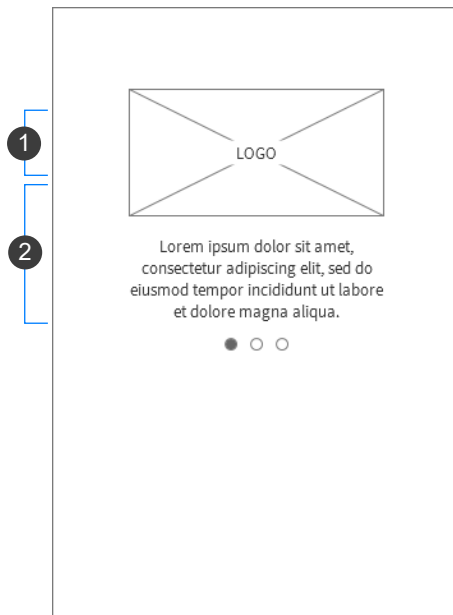 1
LOGO
2
Lorem ipsum dolor sit amet,
consectetur adipiscing elit, sed do
eiusmod tempor incididunt ut labore
et dolore magna aliqua.